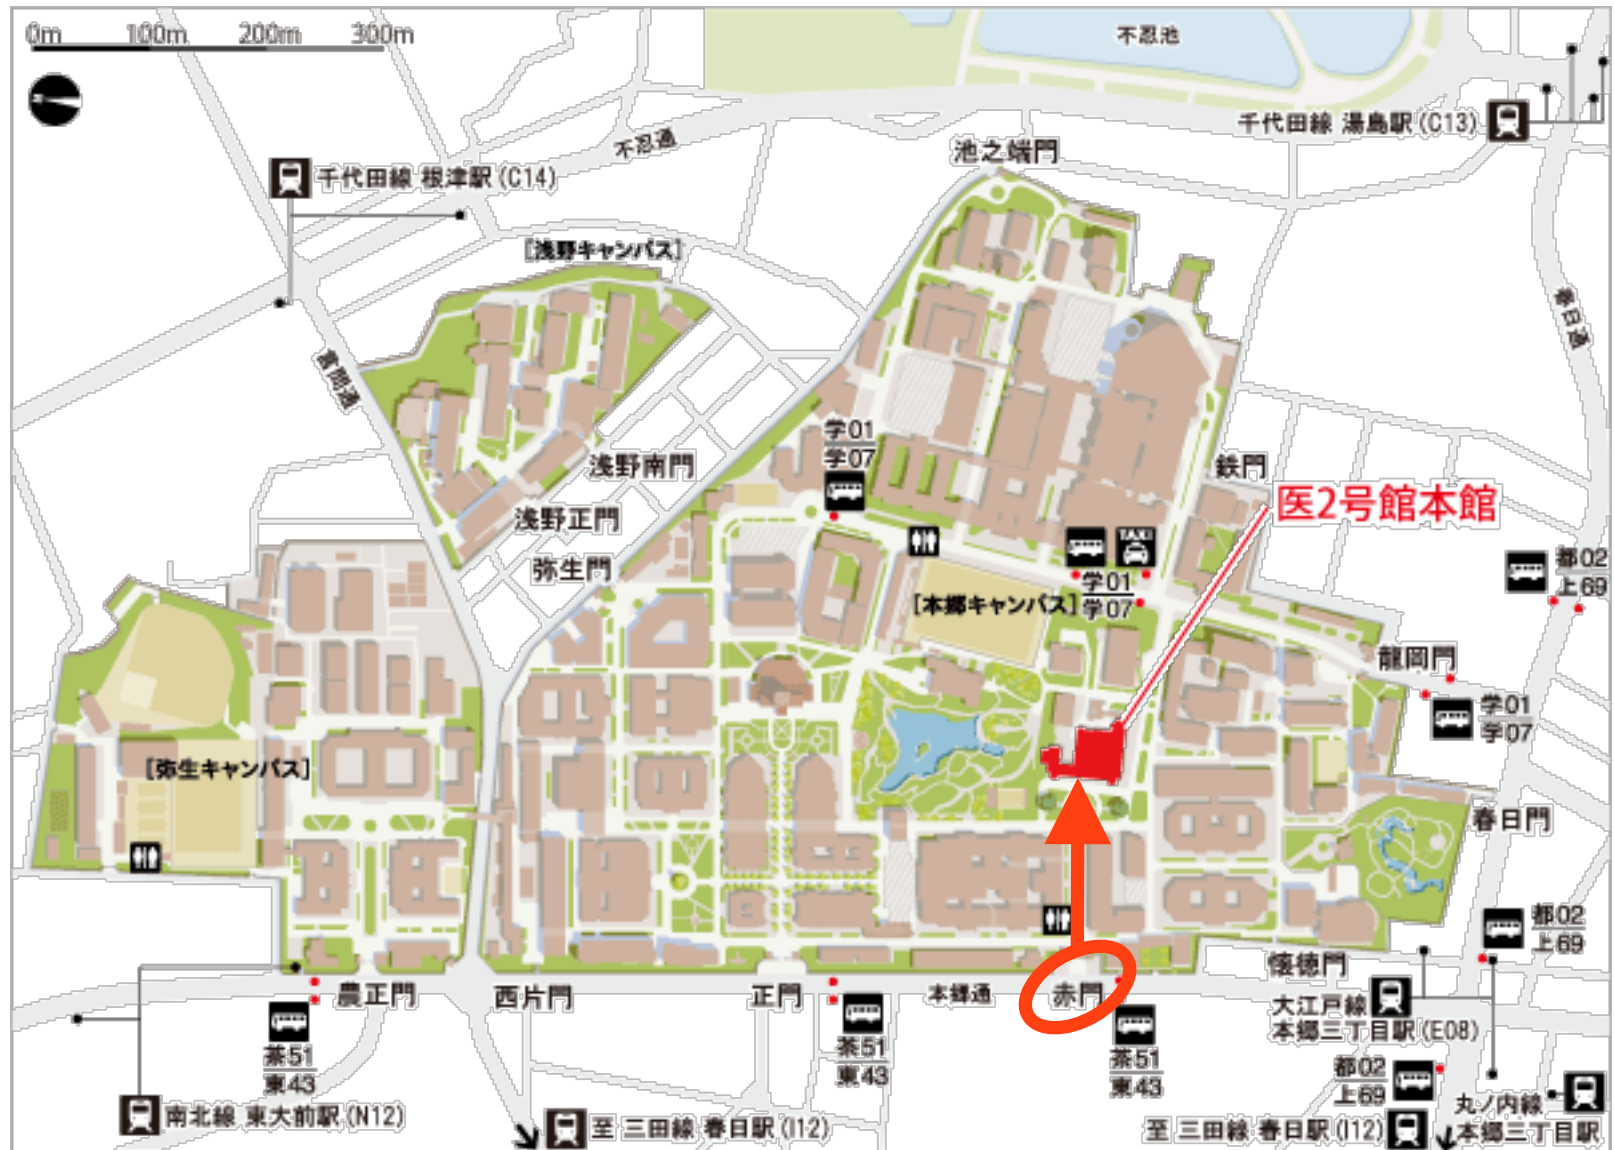 0m 100m 200m 300m
不忍池
千代田線 湯島駅 (C13)
不忍通
池之端門
千代田線 根津駅 (C14)
[浅野キャンパス]
春日通
言問通
学01
学07
浅野南門
鉄門
医2号館本館
浅野正門
TAXI
弥生門
都02
上69
[本郷キャンパス]
学01
学07
龍岡門
学01
学07
[弥生キャンパス]
春日門
都02
上69
懐徳門
農正門
西片門
正門
本郷通
赤門
大江戸線
本郷三丁目駅 (E08)
茶51
東43
茶51
東43
茶51
東43
都02
上69
丸ノ内線
本郷三丁目駅
南北線 東大前駅 (N12)
至 三田線 春日駅 (I12)
至 三田線 春日駅 (I12)